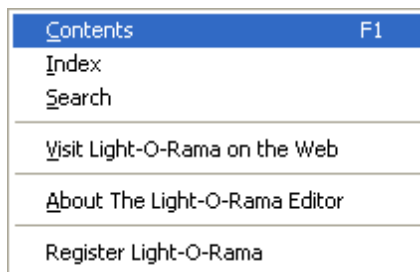 Contents F1
Index
Search
Visit Light-O-Rama on the Web
About The Light-O-Rama Editor
Register Light-O-Rama